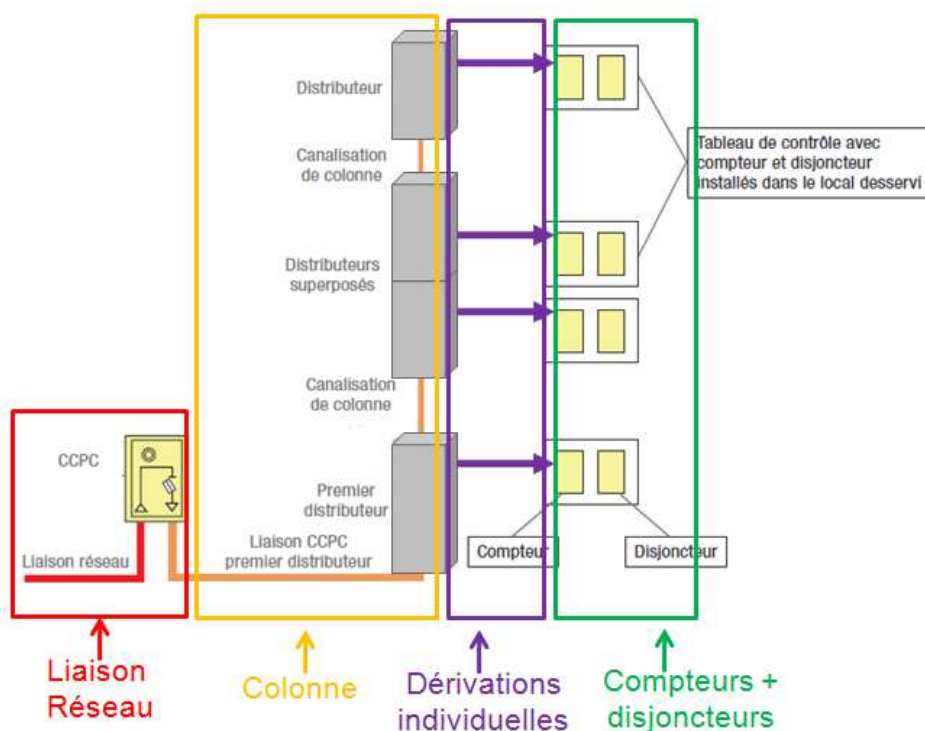 Distributeur
Canalisation
de colonne
Tableau de contrôle avec
compteur et disjoncteur
installés dans le local desservi
Distributeurs
superposés
Canalisation
de colonne
CCPC
Premier
distributeur
Liaison réseau
Liaison CCPC
premier distributeur
Compteur
Disjoncteur
Liaison
Réseau
Colonne
Dérivations
individuelles
Compteurs +
disjoncteurs